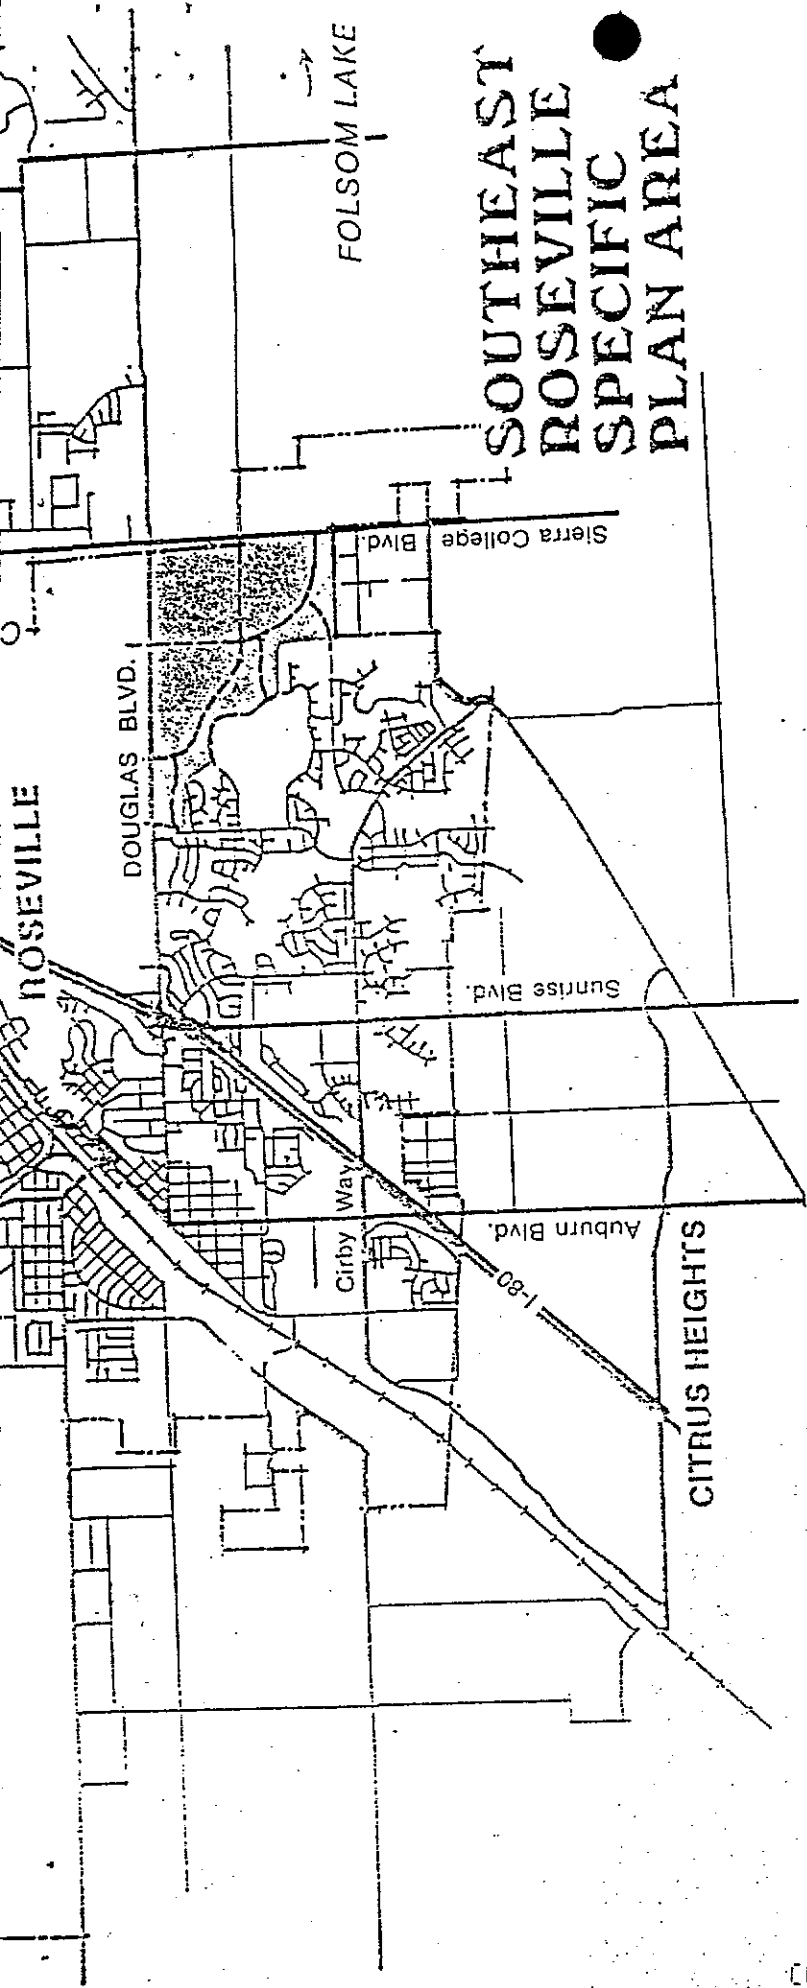 SOUTHEAST
ROSEVILLE
SPECIFIC
PLAN AREA
FOLSOM LAKE
ROSEVILLE
DOUGLAS BLVD.
Sierra College Blvd.
Sunrise Blvd.
Cirby Way
Auburn Blvd.
I-80
CITRUS HEIGHTS